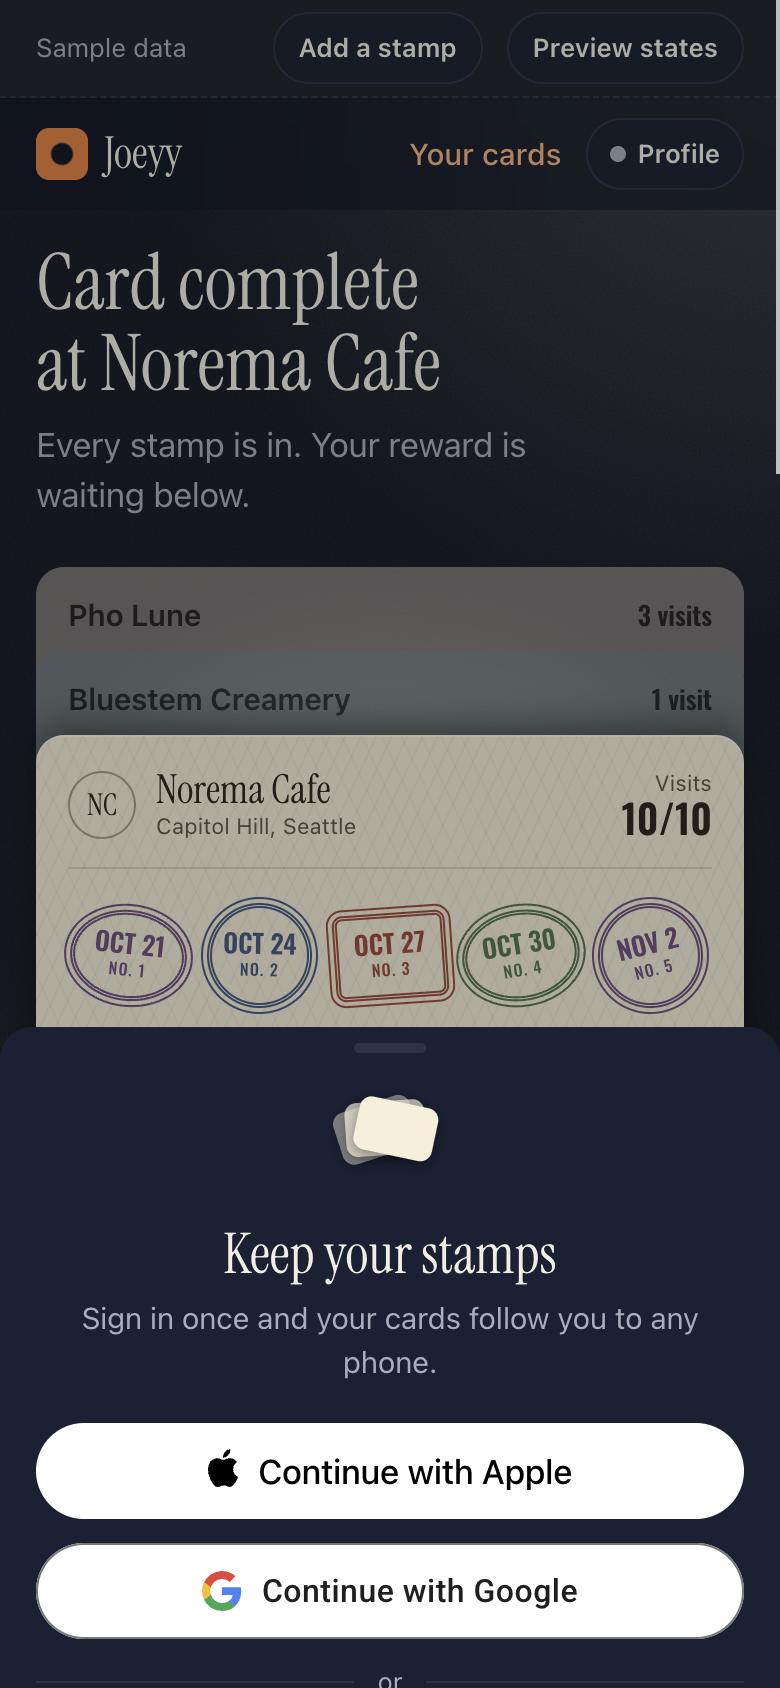 Sample data
Add a stamp
Preview states
Joeyy
Your cards
Profile
Card complete
at Norema Cafe
Every stamp is in. Your reward is
waiting below.
Pho Lune
3 visits
Bluestem Creamery
1 visit
NC
Norema Cafe
Capitol Hill, Seattle
Visits
10/10
OCT 21
NO. 1
OCT 24
NO. 2
OCT 27
NO. 3
OCT 30
NO. 4
NOV 2
NO. 5
Keep your stamps
Sign in once and your cards follow you to any
phone.
Continue with Apple
Continue with Google
or